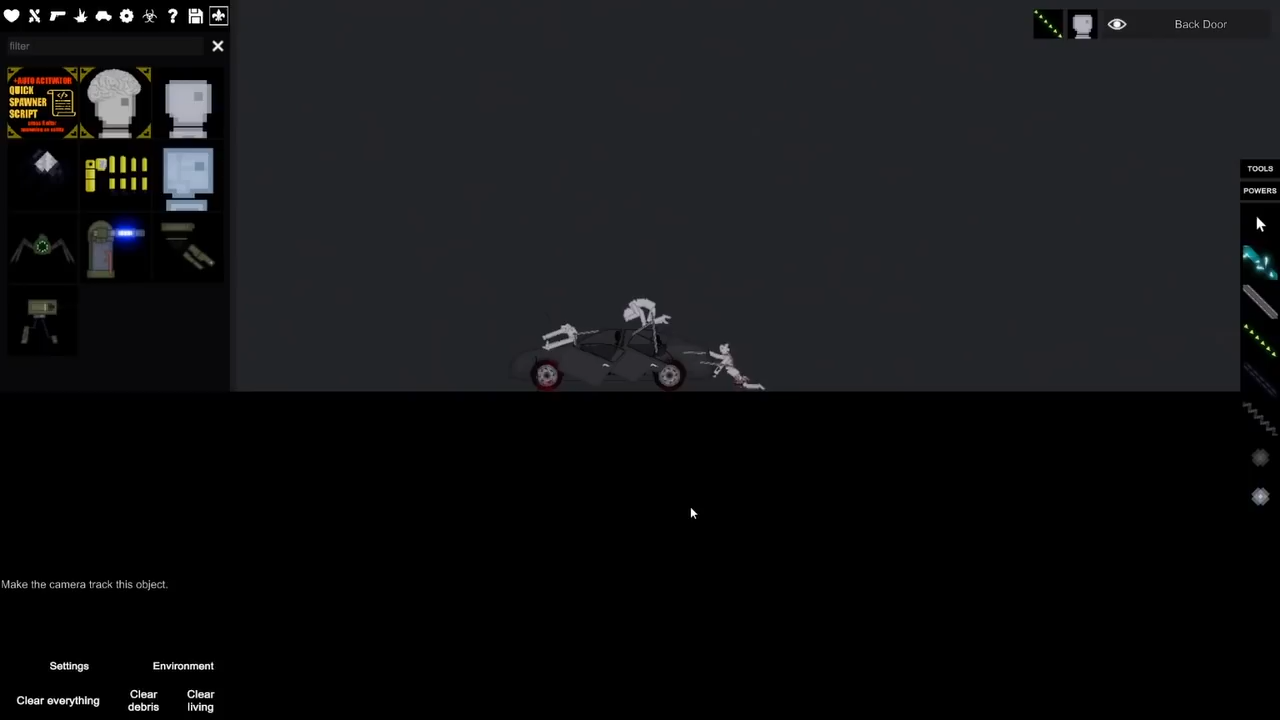 filter
Back Door
+AUTO ACTIVATOR
QUICK
SPAWNER
SCRIPT
TOOLS
POWERS
Make the camera track this object.
Settings
Environment
Clear everything
Clear
debris
Clear
living